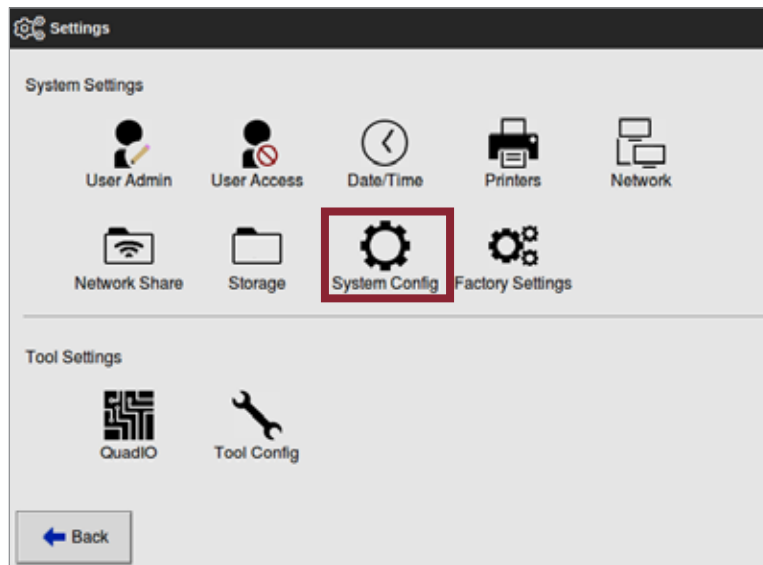 Settings
System Settings
User Admin User Access Date/Time Printers Network
Network Share Storage System Config Factory Settings
Tool Settings
QuadIO Tool Config
Back